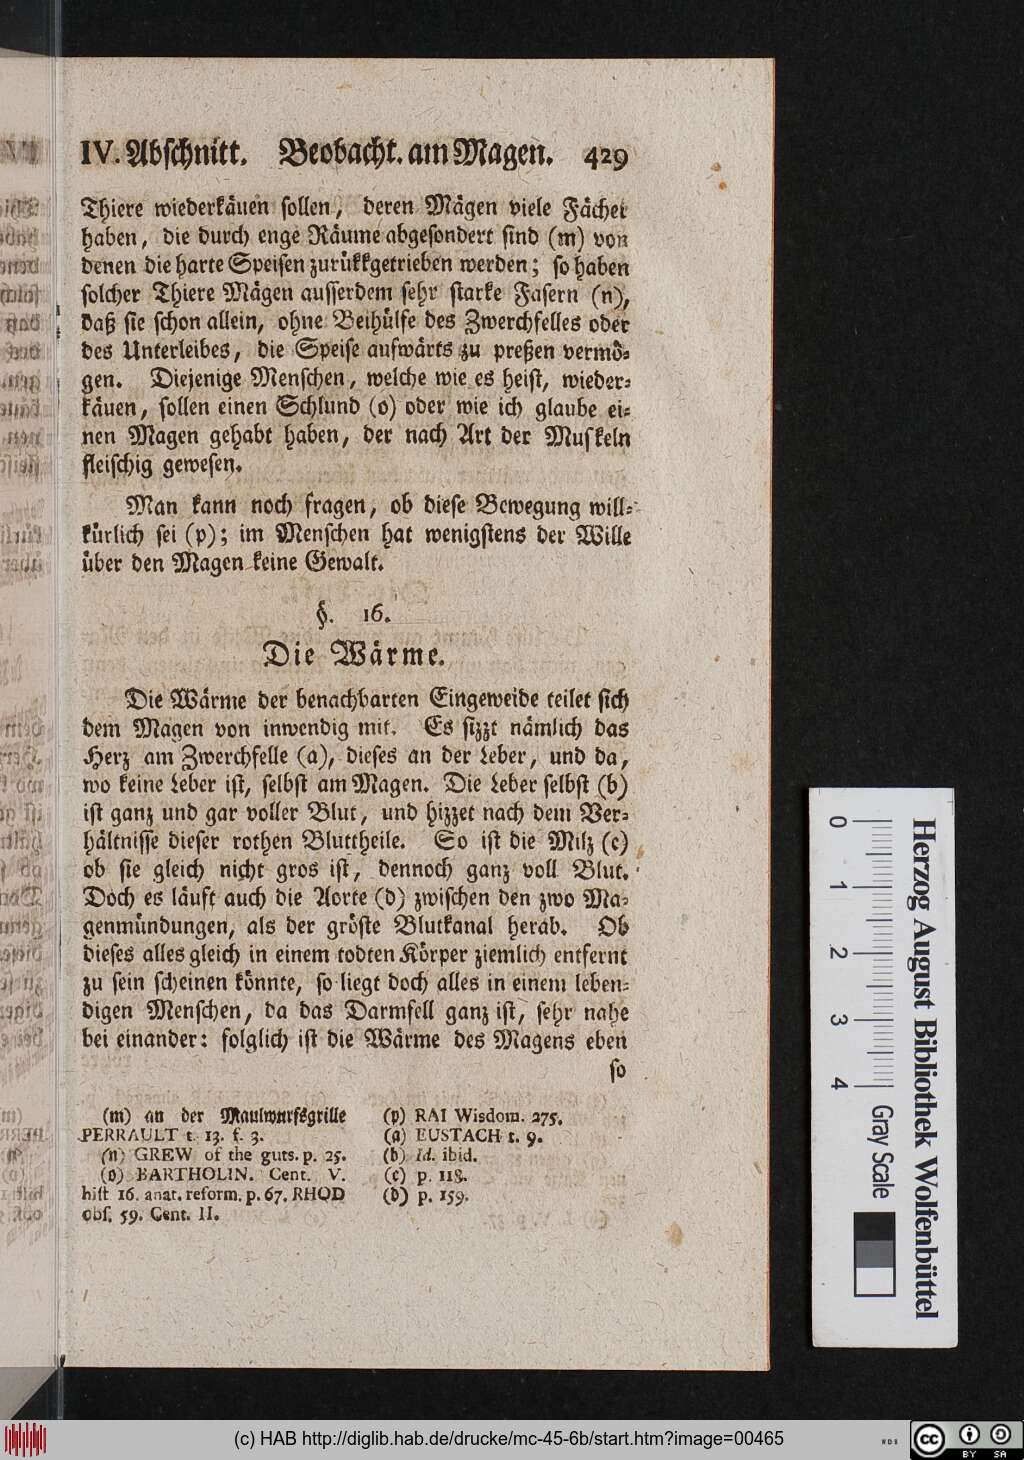 IV. Abschnitt. Beobacht. am Magen. 429
Thiere wiederkäuen sollen, deren Mägen viele Fächer
haben, die durch enge Räume abgesondert sind (m) von
denen die harte Speisen zurükkgetrieben werden; so haben
solcher Thiere Mägen ausserdem sehr starke Fasern (n),
daß sie schon allein, ohne Beihülfe des Zwerchfelles oder
des Unterleibes, die Speise aufwärts zu preßen vermö-
gen. Diejenige Menschen, welche wie es heist, wieder-
käuen, sollen einen Schlund (o) oder wie ich glaube ei-
nen Magen gehabt haben, der nach Art der Muskeln
fleischig gewesen.
Man kann noch fragen, ob diese Bewegung will-
kürlich sei (p); im Menschen hat wenigstens der Wille
über den Magen keine Gewalt.
§. 16.
Die Wärme.
Die Wärme der benachbarten Eingeweide teilet sich
dem Magen von inwendig mit. Es sizzt nämlich das
Herz am Zwerchfelle (a), dieses an der Leber, und da,
wo keine Leber ist, selbst am Magen. Die Leber selbst (b)
ist ganz und gar voller Blut, und hizzet nach dem Ver-
hältnisse dieser rothen Bluttheile. So ist die Milz (c)
ob sie gleich nicht gros ist, dennoch ganz voll Blut.
Doch es läuft auch die Aorte (d) zwischen den zwo Ma-
genmündungen, als der gröste Blutkanal herab. Ob
dieses alles gleich in einem todten Körper ziemlich entfernt
zu sein scheinen könnte, so liegt doch alles in einem leben-
digen Menschen, da das Darmfell ganz ist, sehr nahe
bei einander: folglich ist die Wärme des Magens eben
so
(m) an der Maulwurfsgrille
PERRAULT t. 13. f. 3.
(n) GREW of the guts. p. 25.
(o) BARTHOLIN. Cent. V.
hist 16. anat. reform. p. 67. RHOD
obs. 59. Cent. II.
(p) RAI Wisdom. 275.
(a) EUSTACH t. 9.
(b) Id. ibid.
(c) p. 118.
(d) p. 159.
0 1 2 3 4
Gray Scale
Herzog August Bibliothek Wolfenbüttel
(c) HAB http://diglib.hab.de/drucke/mc-45-6b/start.htm?image=00465
cc BY SA